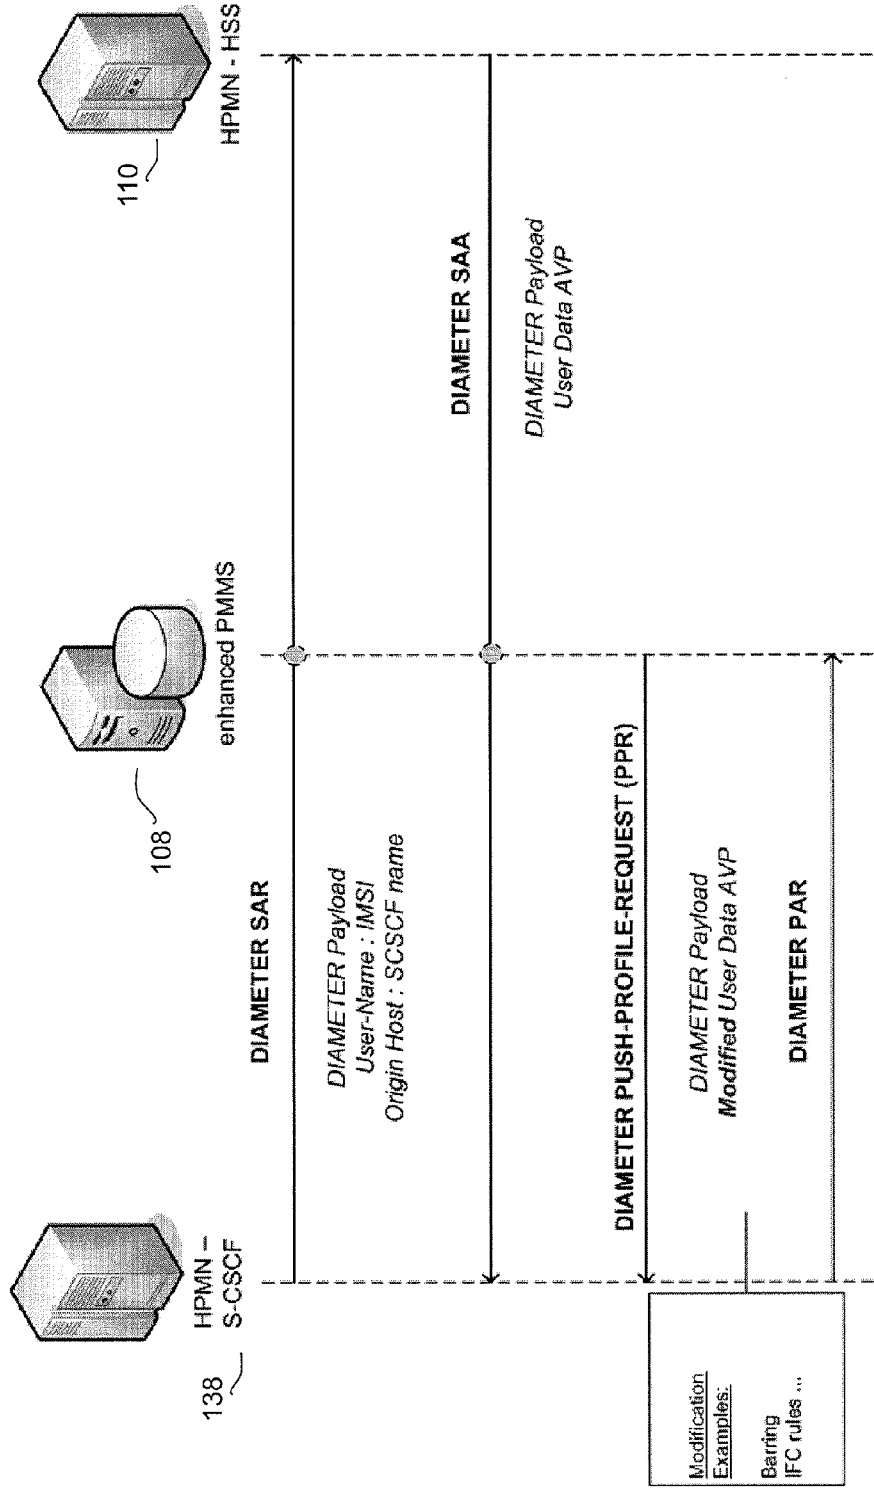 138
HPMN –
S-CSCF
108
enhanced PMMS
110
HPMN - HSS
DIAMETER SAR
DIAMETER Payload
User-Name : IMSI
Origin Host : SCSCF name
DIAMETER SAA
DIAMETER Payload
User Data AVP
DIAMETER PUSH-PROFILE-REQUEST (PPR)
DIAMETER Payload
Modified User Data AVP
DIAMETER PAR
Modification
Examples:
Barring
IFC rules ...